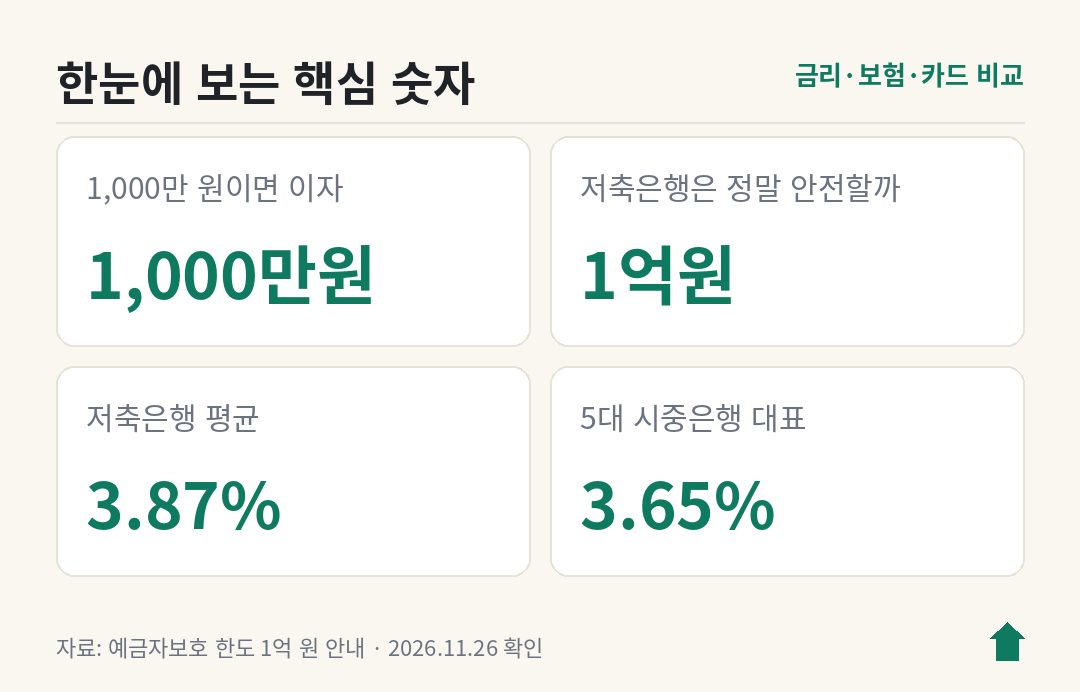 한눈에 보는 핵심 숫자
금리·보험·카드 비교
1,000만 원이면 이자
1,000만원
저축은행은 정말 안전할까
1억원
저축은행 평균
3.87%
5대 시중은행 대표
3.65%
자료: 예금자보호 한도 1억 원 안내 · 2026.11.26 확인